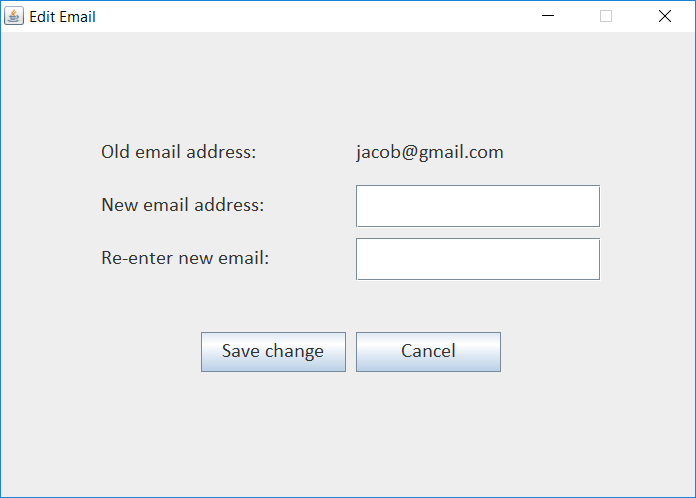 Edit Email
Old email address: jacob@gmail.com
New email address:
Re-enter new email:
Save change Cancel